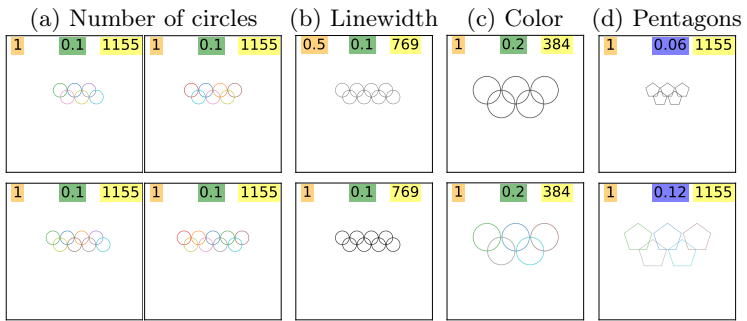 (a) Number of circles (b) Linewidth (c) Color (d) Pentagons
1 0.1 1155 1 0.1 1155 0.5 0.1 769 1 0.2 384 1 0.06 1155
1 0.1 1155 1 0.1 1155 1 0.1 769 1 0.2 384 1 0.12 1155